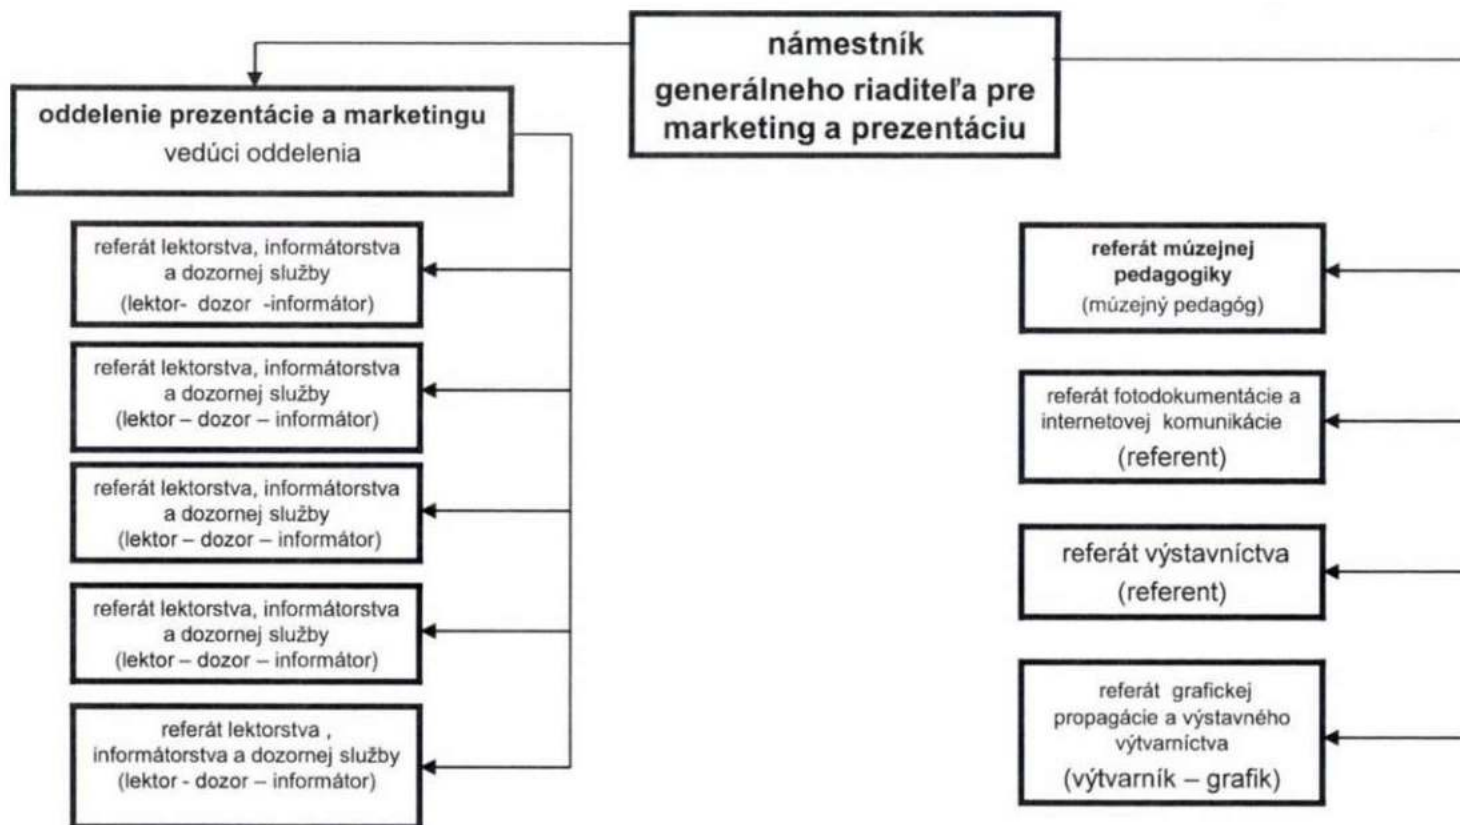 námestník
generálneho riaditeľa pre
marketing a prezentáciu
oddelenie prezentácie a marketingu
vedúci oddelenia
referát lektorstva, informátorstva
a dozornej služby
(lektor- dozor -informátor)
referát lektorstva, informátorstva
a dozornej služby
(lektor – dozor – informátor)
referát lektorstva, informátorstva
a dozornej služby
(lektor – dozor – informátor)
referát lektorstva, informátorstva
a dozornej služby
(lektor – dozor – informátor)
referát lektorstva ,
informátorstva a dozornej služby
(lektor - dozor – informátor)
referát múzejnej
pedagogiky
(múzejný pedagóg)
referát fotodokumentácie a
internetovej komunikácie
(referent)
referát výstavníctva
(referent)
referát grafickej
propagácie a výstavného
výtvarníctva
(výtvarník – grafik)